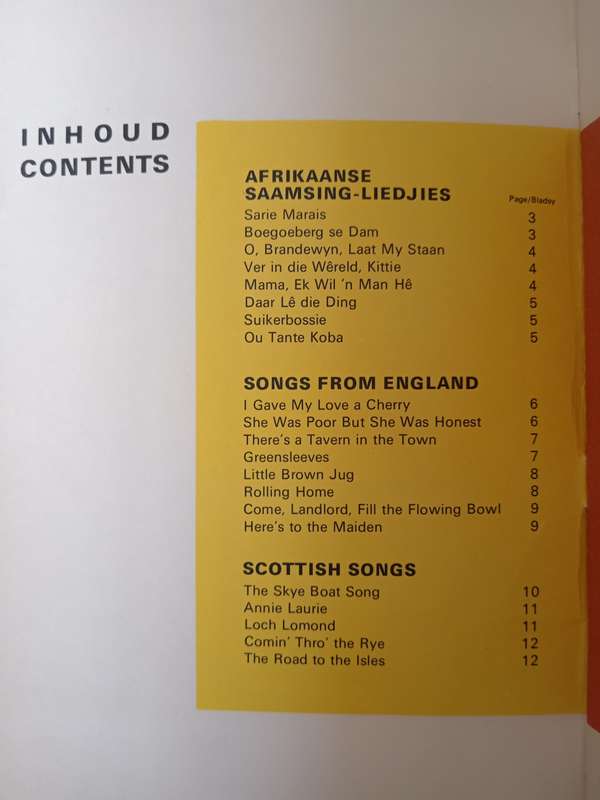 INHOUD
CONTENTS
AFRIKAANSE
SAAMSING-LIEDJIES
Page/Bladsy
Sarie Marais 3
Boegoeberg se Dam 3
O, Brandewyn, Laat My Staan 4
Ver in die Wêreld, Kittie 4
Mama, Ek Wil 'n Man Hê 4
Daar Lê die Ding 5
Suikerbossie 5
Ou Tante Koba 5
SONGS FROM ENGLAND
I Gave My Love a Cherry 6
She Was Poor But She Was Honest 6
There's a Tavern in the Town 7
Greensleeves 7
Little Brown Jug 8
Rolling Home 8
Come, Landlord, Fill the Flowing Bowl 9
Here's to the Maiden 9
SCOTTISH SONGS
The Skye Boat Song 10
Annie Laurie 11
Loch Lomond 11
Comin' Thro' the Rye 12
The Road to the Isles 12